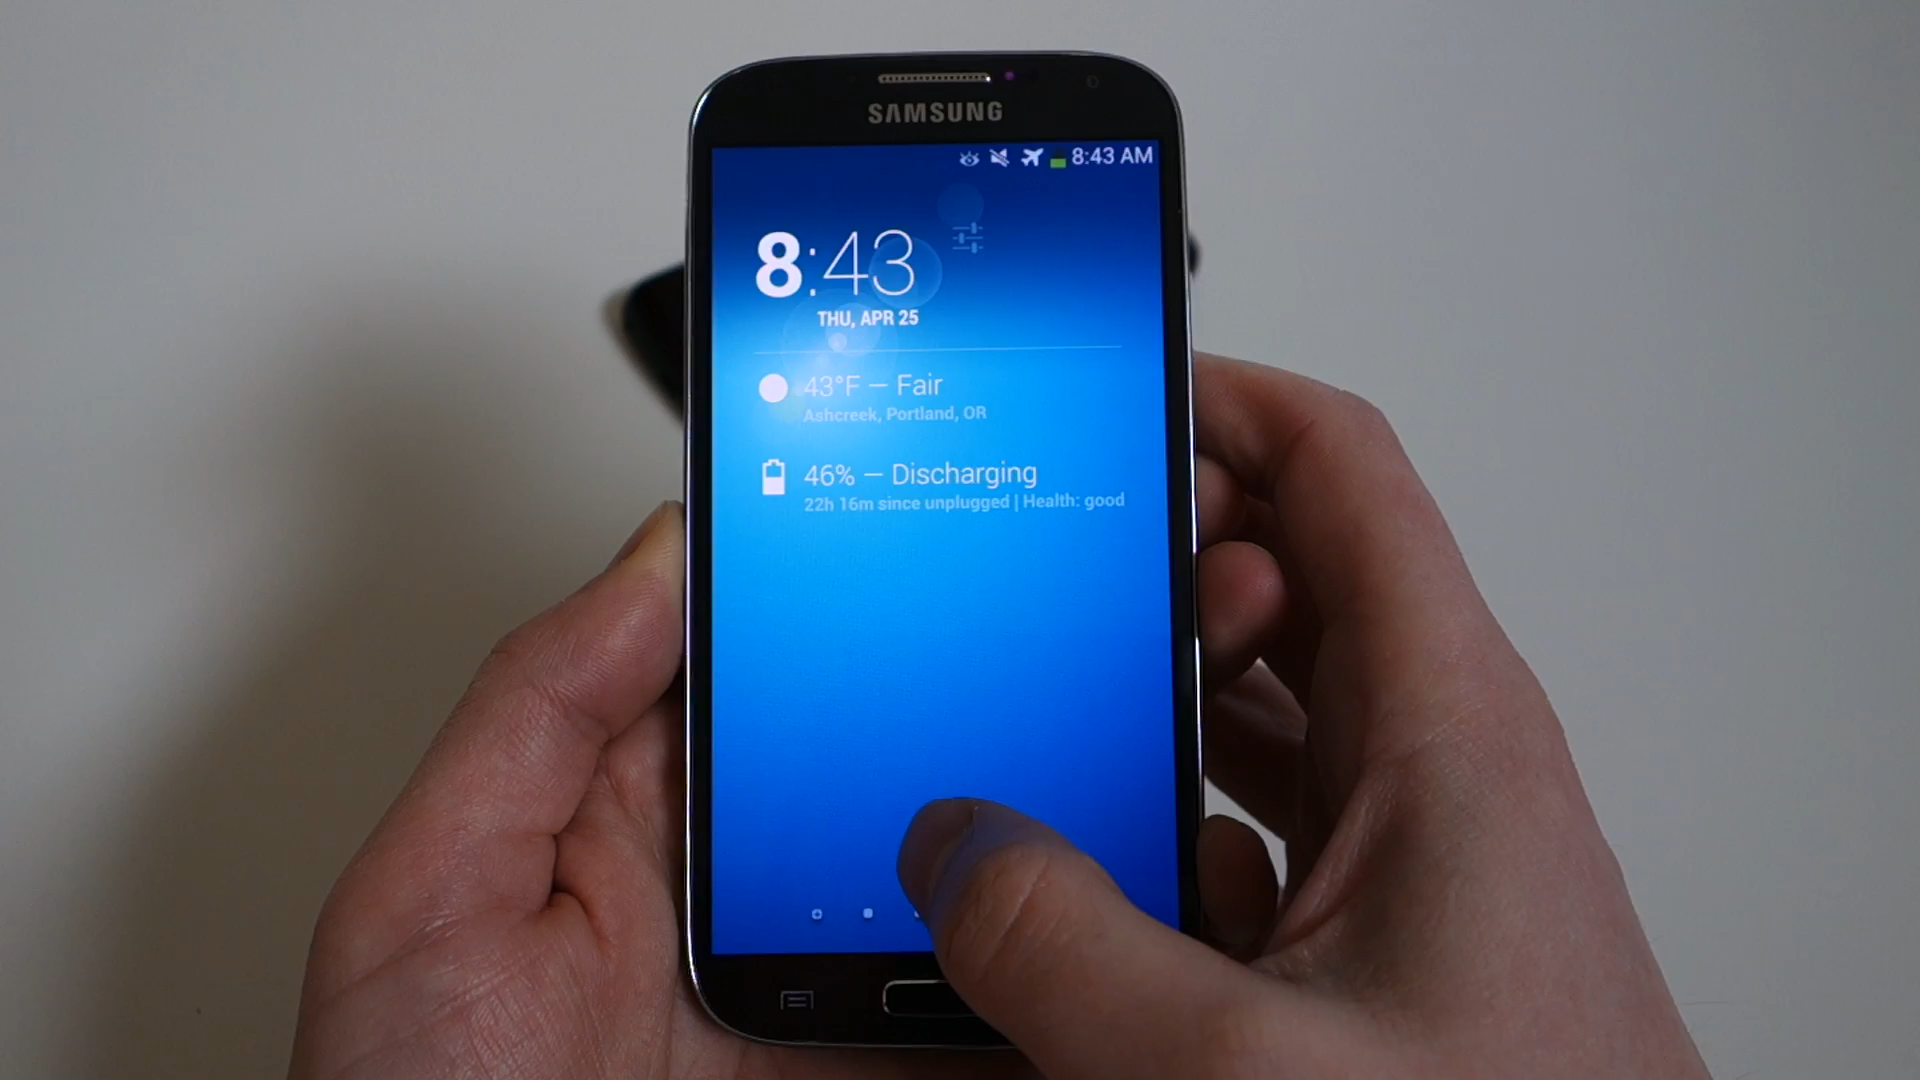 SAMSUNG
8:43 AM
8:43
THU, APR 25
43°F — Fair
Ashcreek, Portland, OR
46% — Discharging
22h 16m since unplugged | Health: good